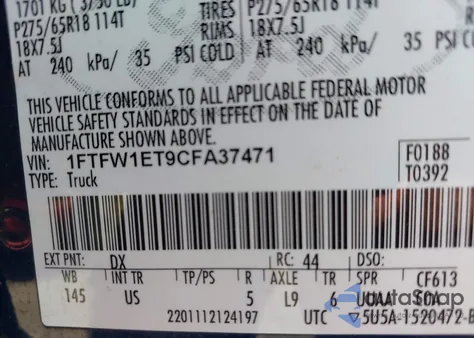 1701 KG ( 3750 LB)
TIRES P275/65R18 114T
P275/65R18 114T
RIMS 18X7.5J
18X7.5J
AT 240 kPa/ 35 PSI COLD
AT 240 kPa/ 35 PSI COLD
THIS VEHICLE CONFORMS TO ALL APPLICABLE FEDERAL MOTOR
VEHICLE SAFETY STANDARDS IN EFFECT ON THE DATE OF
MANUFACTURE SHOWN ABOVE.
VIN: 1FTFW1ET9CFA37471
TYPE: Truck
F0188
T0392
EXT PNT: DX RC: 44 DSO:
WB INT TR TP/PS R AXLE TR SPR CF613
145 US 5 L9 6 UUAA
2201112124197 UTC ▽5U5A-1520472-B
AutoSnap